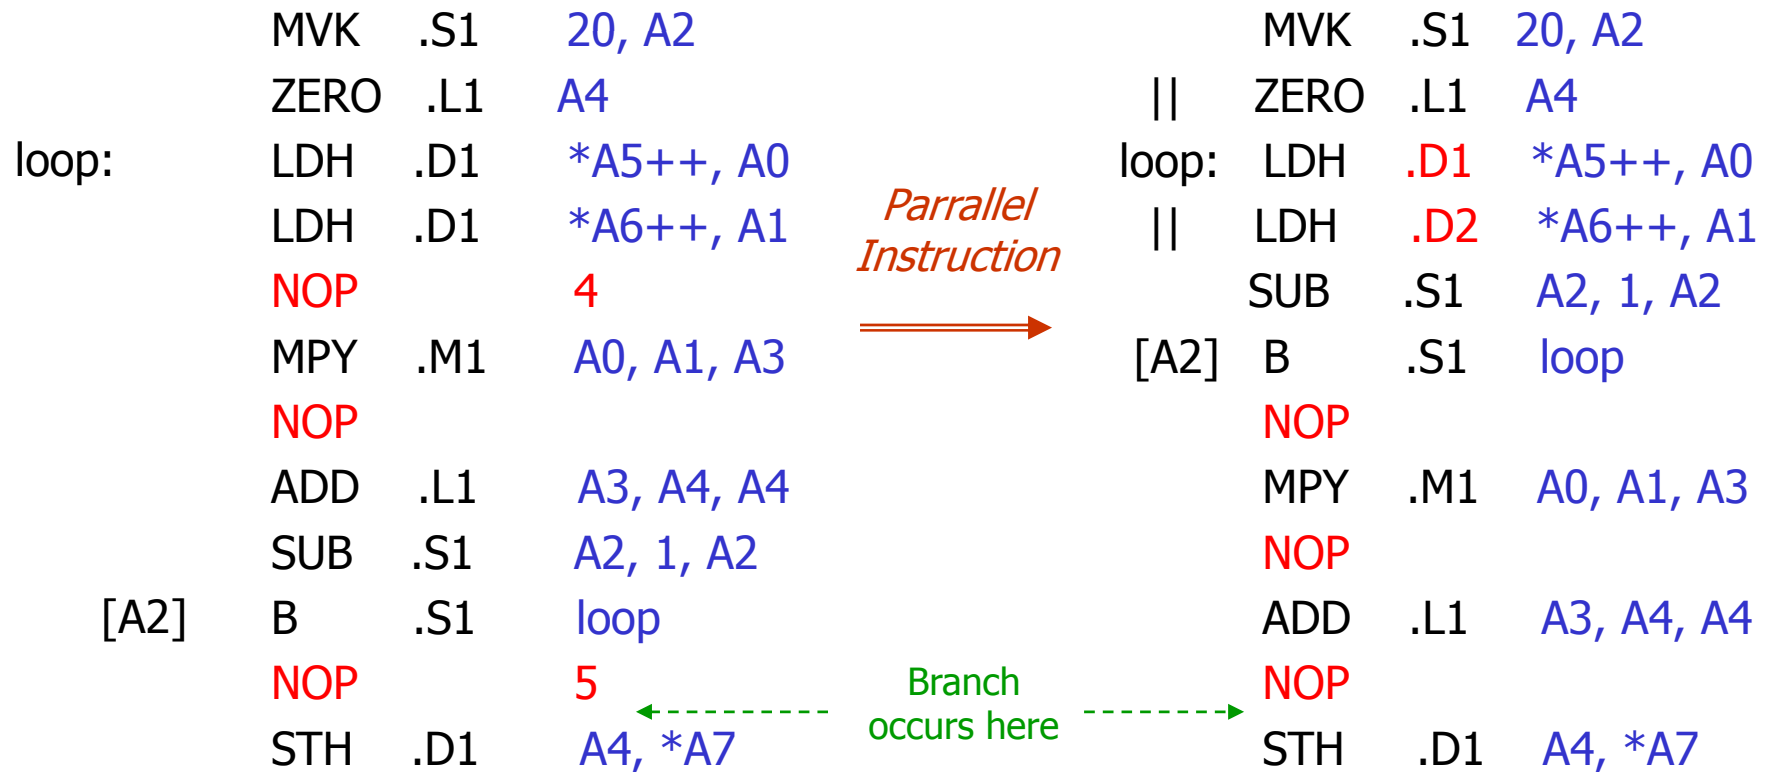 MVK .S1 20, A2
ZERO .L1 A4
loop: LDH .D1 *A5++, A0
LDH .D1 *A6++, A1
NOP 4
MPY .M1 A0, A1, A3
NOP
ADD .L1 A3, A4, A4
SUB .S1 A2, 1, A2
[A2] B .S1 loop
NOP 5
STH .D1 A4, *A7
Parrallel
Instruction
Branch
occurs here
MVK .S1 20, A2
|| ZERO .L1 A4
loop: LDH .D1 *A5++, A0
|| LDH .D2 *A6++, A1
SUB .S1 A2, 1, A2
[A2] B .S1 loop
NOP
MPY .M1 A0, A1, A3
NOP
ADD .L1 A3, A4, A4
NOP
STH .D1 A4, *A7